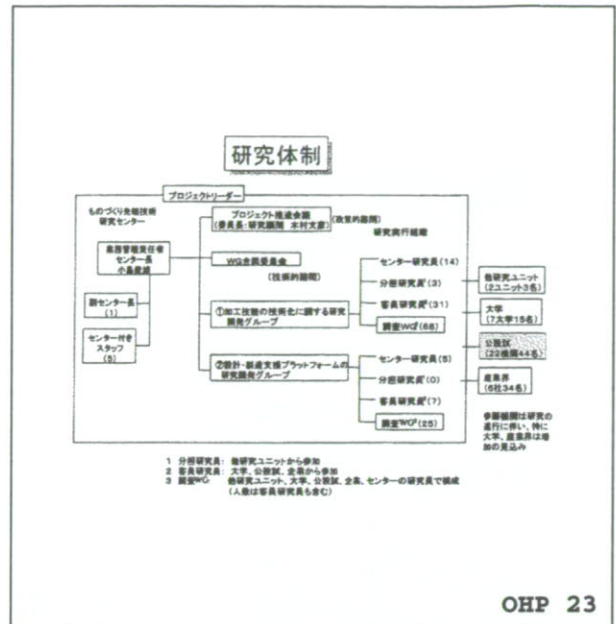 研究体制
プロジェクトリーダー
ものづくり先端技術
研究センター
業務管理責任者
センター長
副センター長
(1)
センター付き
スタッフ
(5)
プロジェクト推進会議
(委員長:研究顧問 木村文彦)
(政策的諮問)
WG合同委員会
(技術的諮問)
①加工技能の技術化に関する研究
開発グループ
②設計・製造支援プラットフォームの
研究開発グループ
研究実行組織
センター研究員(14)
分担研究員¹(3)
客員研究員²(31)
調査WG³(68)
センター研究員(5)
分担研究員¹(0)
客員研究員²(7)
調査WG³(25)
他研究ユニット
(2ユニット3名)
大学
(7大学15名)
公設試
(22機関44名)
産業界
(6社34名)
参画機関は研究の
進行に伴い、特に
大学、産業界は増
加の見込み
1 分担研究員: 他研究ユニットから参加
2 客員研究員: 大学、公設試、企業から参加
3 調査WG: 他研究ユニット、大学、公設試、企業、センターの研究員で構成
(人数は客員研究員も含む)
OHP 23